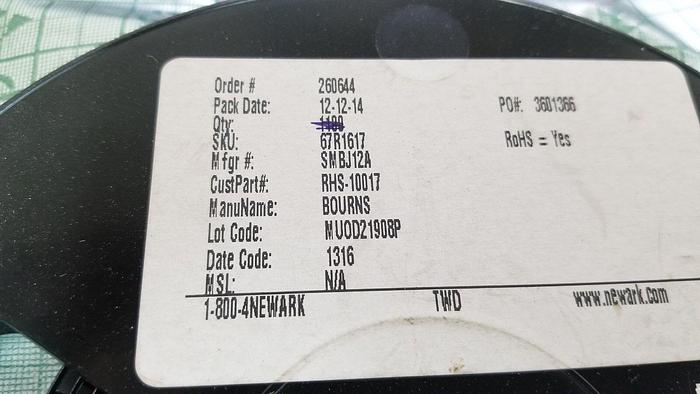 Order # 260644
Pack Date: 12-12-14 PO#: 3601366
Qty:
SKU: 67R1617 RoHS = Yes
Mfgr #: SMBJ12A
CustPart#: RHS-10017
ManuName: BOURNS
Lot Code: MUOD21908P
Date Code: 1316
MSL: N/A
1-800-4NEWARK TWD www.newark.com